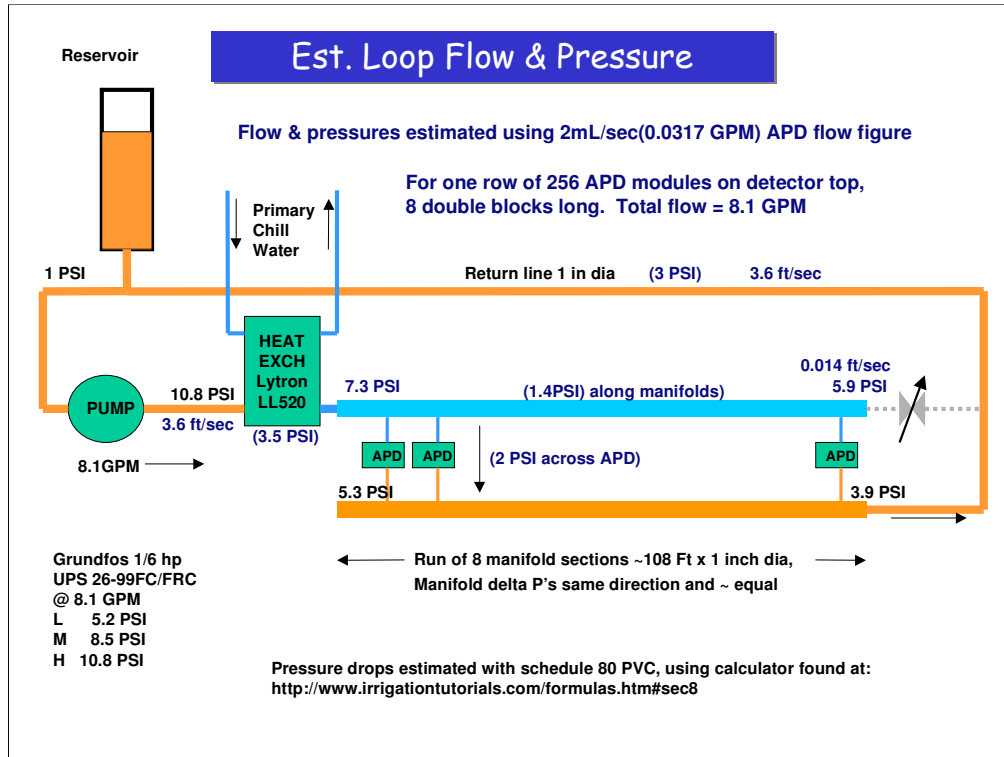 Reservoir
Est. Loop Flow & Pressure
Flow & pressures estimated using 2mL/sec(0.0317 GPM) APD flow figure
For one row of 256 APD modules on detector top,
8 double blocks long.  Total flow = 8.1 GPM
Primary
Chill
Water
1 PSI
Return line 1 in dia
(3 PSI)
3.6 ft/sec
HEAT
EXCH
Lytron
LL520
0.014 ft/sec
5.9 PSI
7.3 PSI
(1.4PSI) along manifolds)
10.8 PSI
PUMP
3.6 ft/sec
(3.5 PSI)
8.1GPM
APD
APD
APD
(2 PSI across APD)
5.3 PSI
3.9 PSI
Run of 8 manifold sections ~108 Ft x 1 inch dia,
Manifold delta P's same direction and ~ equal
Grundfos 1/6 hp
UPS 26-99FC/FRC
@ 8.1 GPM
L 5.2 PSI
M 8.5 PSI
H 10.8 PSI
Pressure drops estimated with schedule 80 PVC, using calculator found at:
http://www.irrigationtutorials.com/formulas.htm#sec8